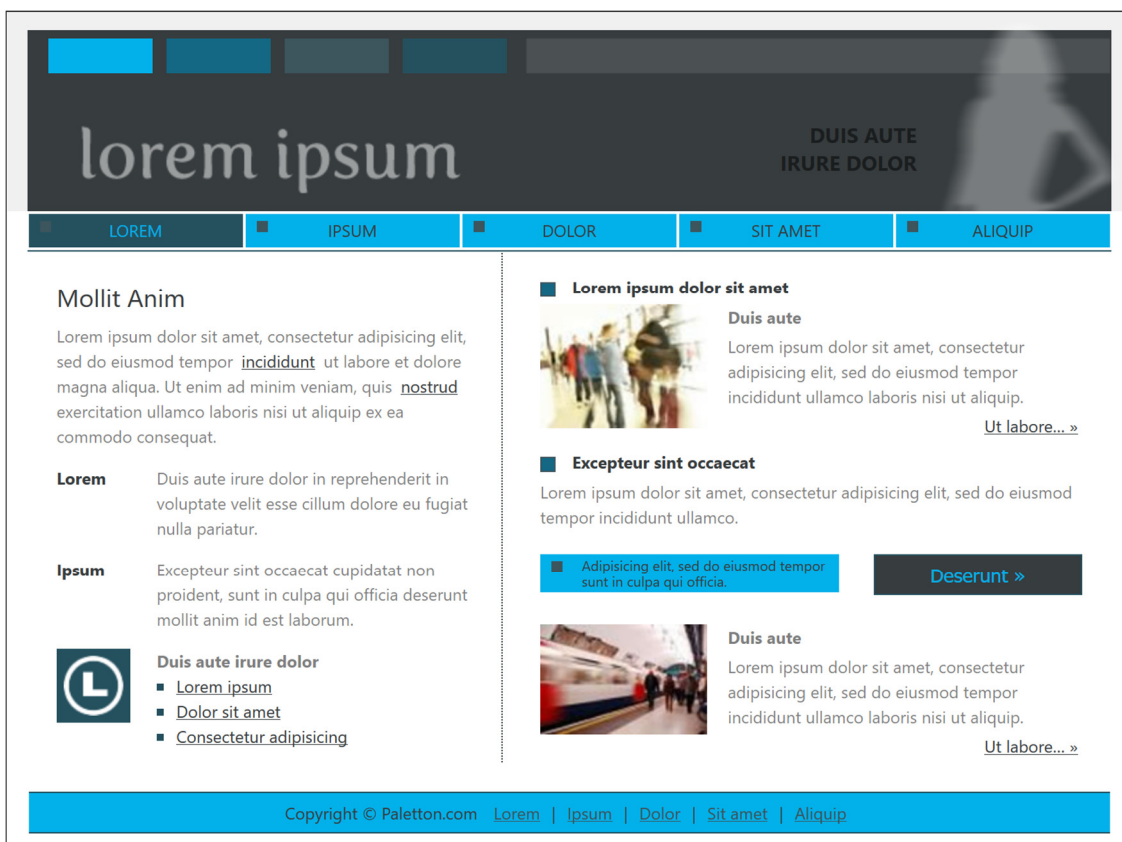 lorem ipsum
DUIS AUTE
IRURE DOLOR
LOREM IPSUM DOLOR SIT AMET ALIQUIP
Mollit Anim
Lorem ipsum dolor sit amet, consectetur adipisicing elit,
sed do eiusmod tempor incididunt ut labore et dolore
magna aliqua. Ut enim ad minim veniam, quis nostrud
exercitation ullamco laboris nisi ut aliquip ex ea
commodo consequat.
Lorem Duis aute irure dolor in reprehenderit in
voluptate velit esse cillum dolore eu fugiat
nulla pariatur.
Ipsum Excepteur sint occaecat cupidatat non
proident, sunt in culpa qui officia deserunt
mollit anim id est laborum.
L
Duis aute irure dolor
Lorem ipsum
Dolor sit amet
Consectetur adipisicing
Lorem ipsum dolor sit amet
Duis aute
Lorem ipsum dolor sit amet, consectetur
adipisicing elit, sed do eiusmod tempor
incididunt ullamco laboris nisi ut aliquip.
Ut labore... »
Excepteur sint occaecat
Lorem ipsum dolor sit amet, consectetur adipisicing elit, sed do eiusmod
tempor incididunt ullamco.
Adipisicing elit, sed do eiusmod tempor
sunt in culpa qui officia.
Deserunt »
Duis aute
Lorem ipsum dolor sit amet, consectetur
adipisicing elit, sed do eiusmod tempor
incididunt ullamco laboris nisi ut aliquip.
Ut labore... »
Copyright © Paletton.com Lorem | Ipsum | Dolor | Sit amet | Aliquip